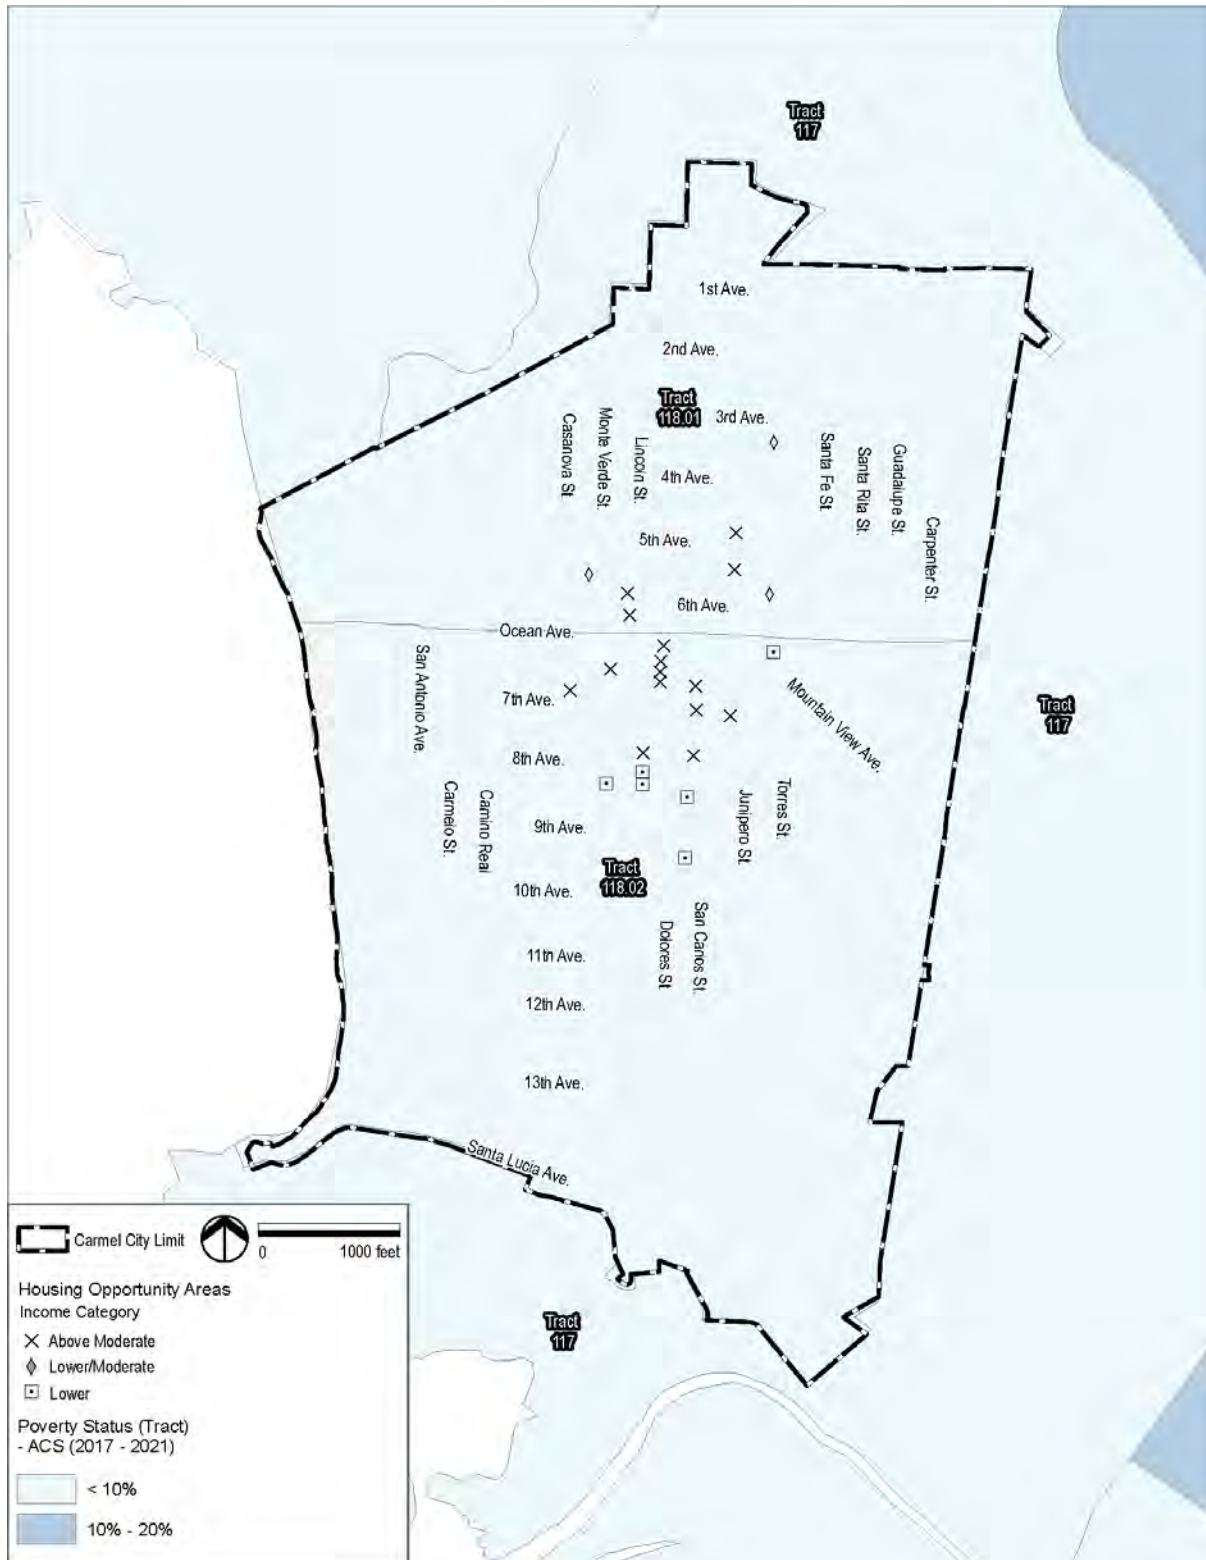 Tract
117
1st Ave.
2nd Ave.
Tract
118.01
3rd Ave.
Casanova St.
Monte Verde St.
Lincoln St.
4th Ave.
Santa Fe St.
Santa Rita St.
Guadalupe St.
Carpenter St.
5th Ave.
6th Ave.
Ocean Ave.
San Antonio Ave.
7th Ave.
Mountain View Ave.
Tract
117
8th Ave.
Carmelo St.
Camino Real
Junipero St.
Torres St.
9th Ave.
Tract
118.02
10th Ave.
Dolores St.
San Carlos St.
11th Ave.
12th Ave.
13th Ave.
Santa Lucia Ave.
Tract
117
Carmel City Limit
0 1000 feet
Housing Opportunity Areas
Income Category
Above Moderate
Lower/Moderate
Lower
Poverty Status (Tract)
- ACS (2017 - 2021)
< 10%
10% - 20%